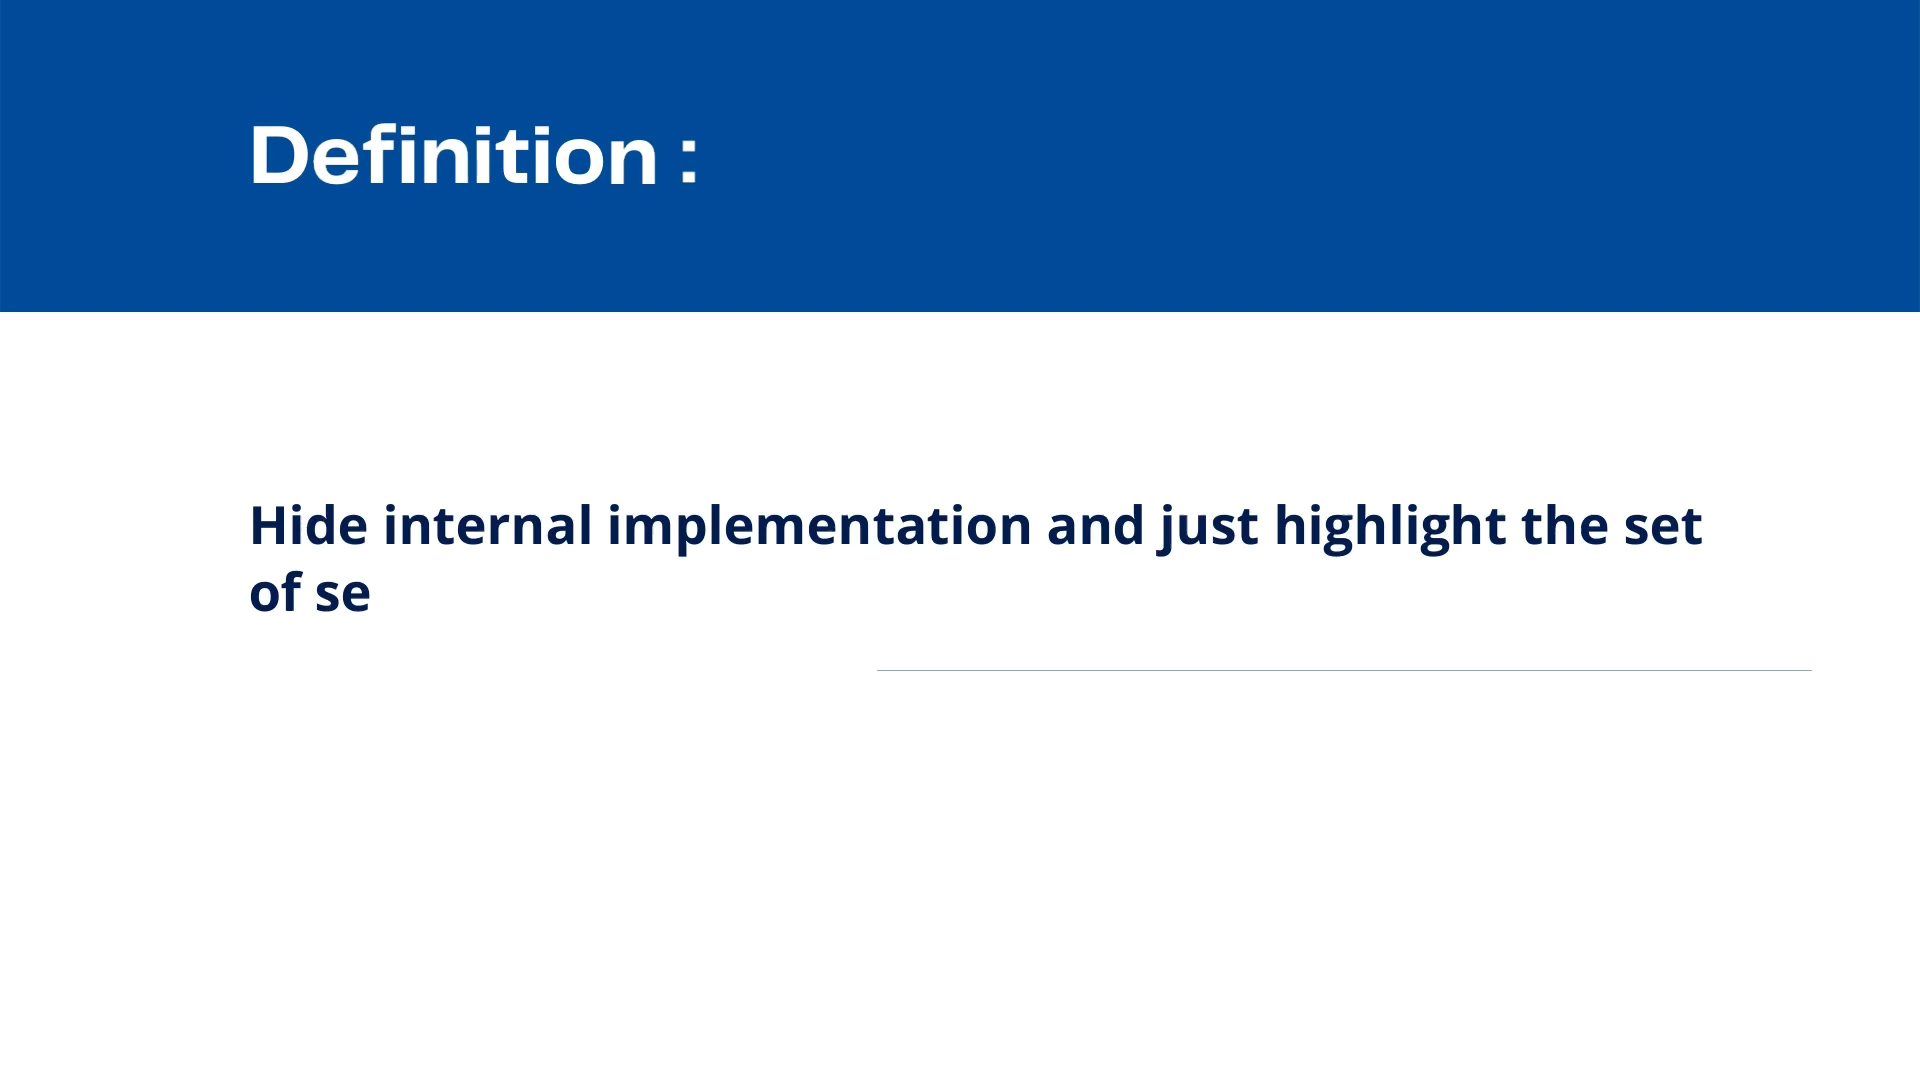 Definition :
Hide internal implementation and just highlight the set
of se